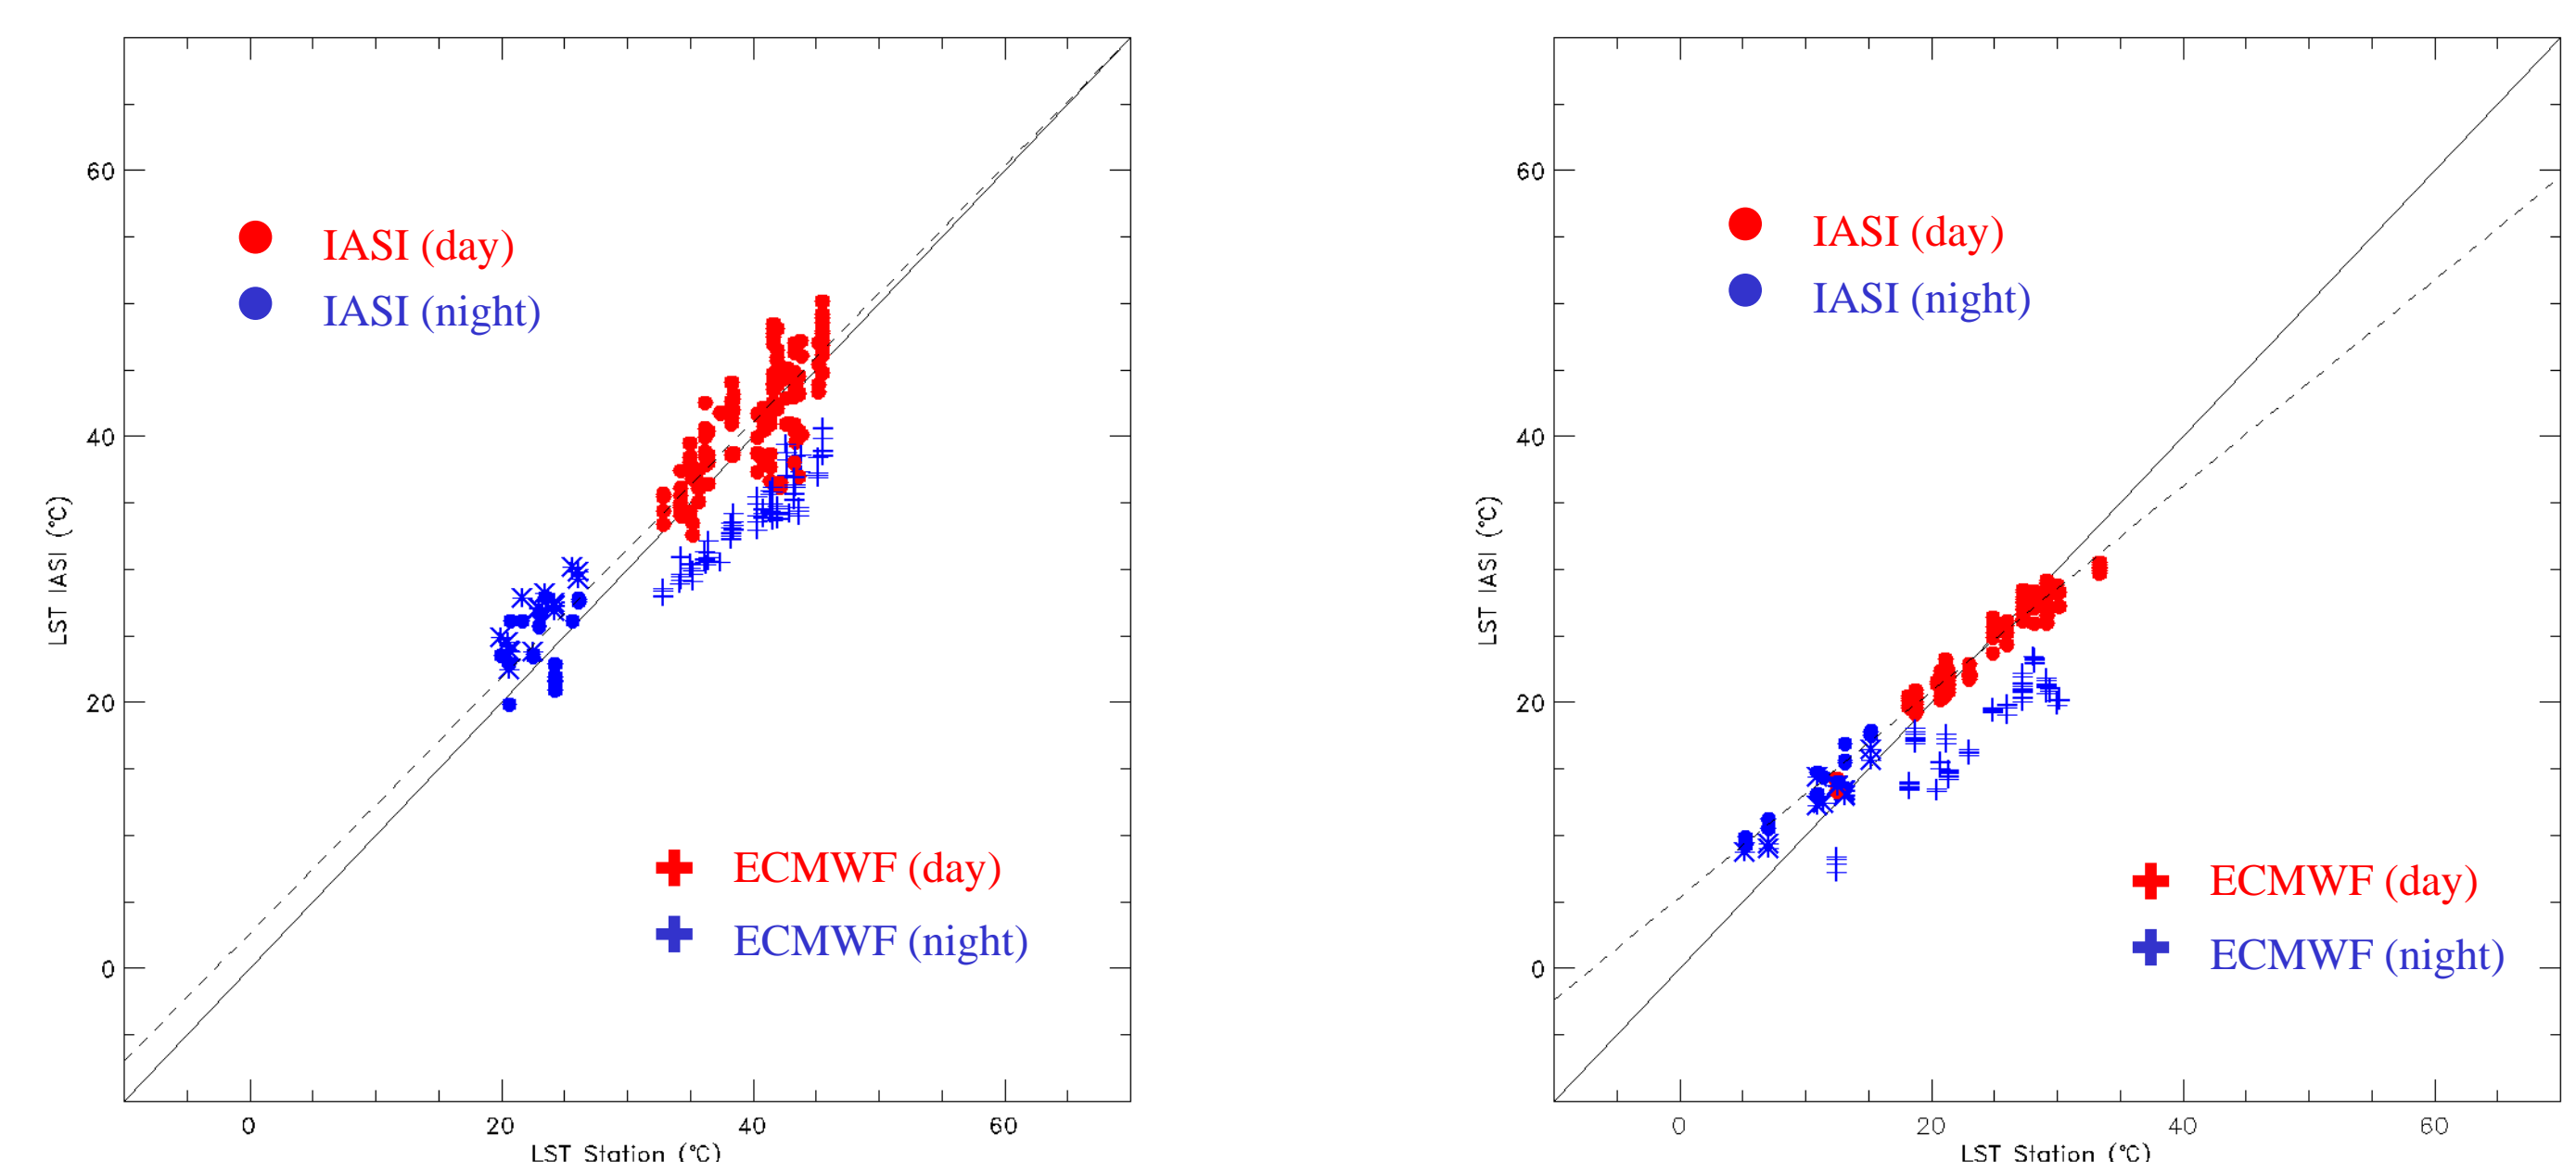 60
40
20
0
LST IASI (°C)
IASI (day)
IASI (night)
ECMWF (day)
ECMWF (night)
0 20 40 60
LST Station (°C)
60
40
20
0
LST IASI (°C)
IASI (day)
IASI (night)
ECMWF (day)
ECMWF (night)
0 20 40 60
LST Station (°C)